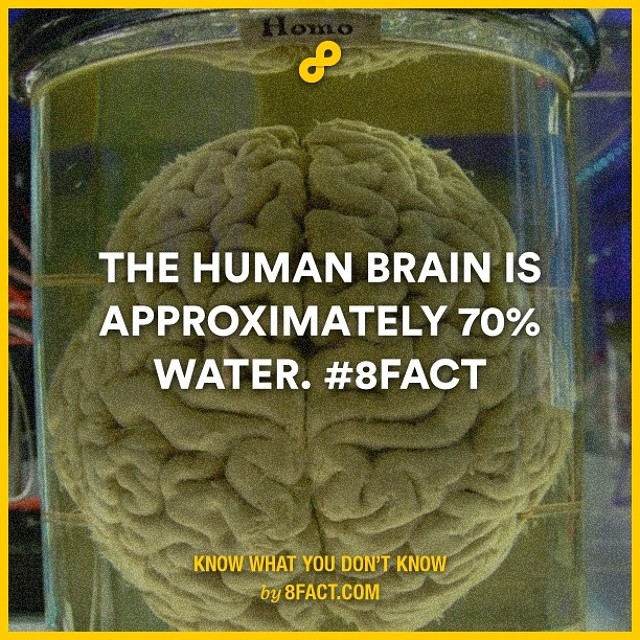 Homo
THE HUMAN BRAIN IS
APPROXIMATELY 70%
WATER. #8FACT
KNOW WHAT YOU DON'T KNOW
by 8FACT.COM